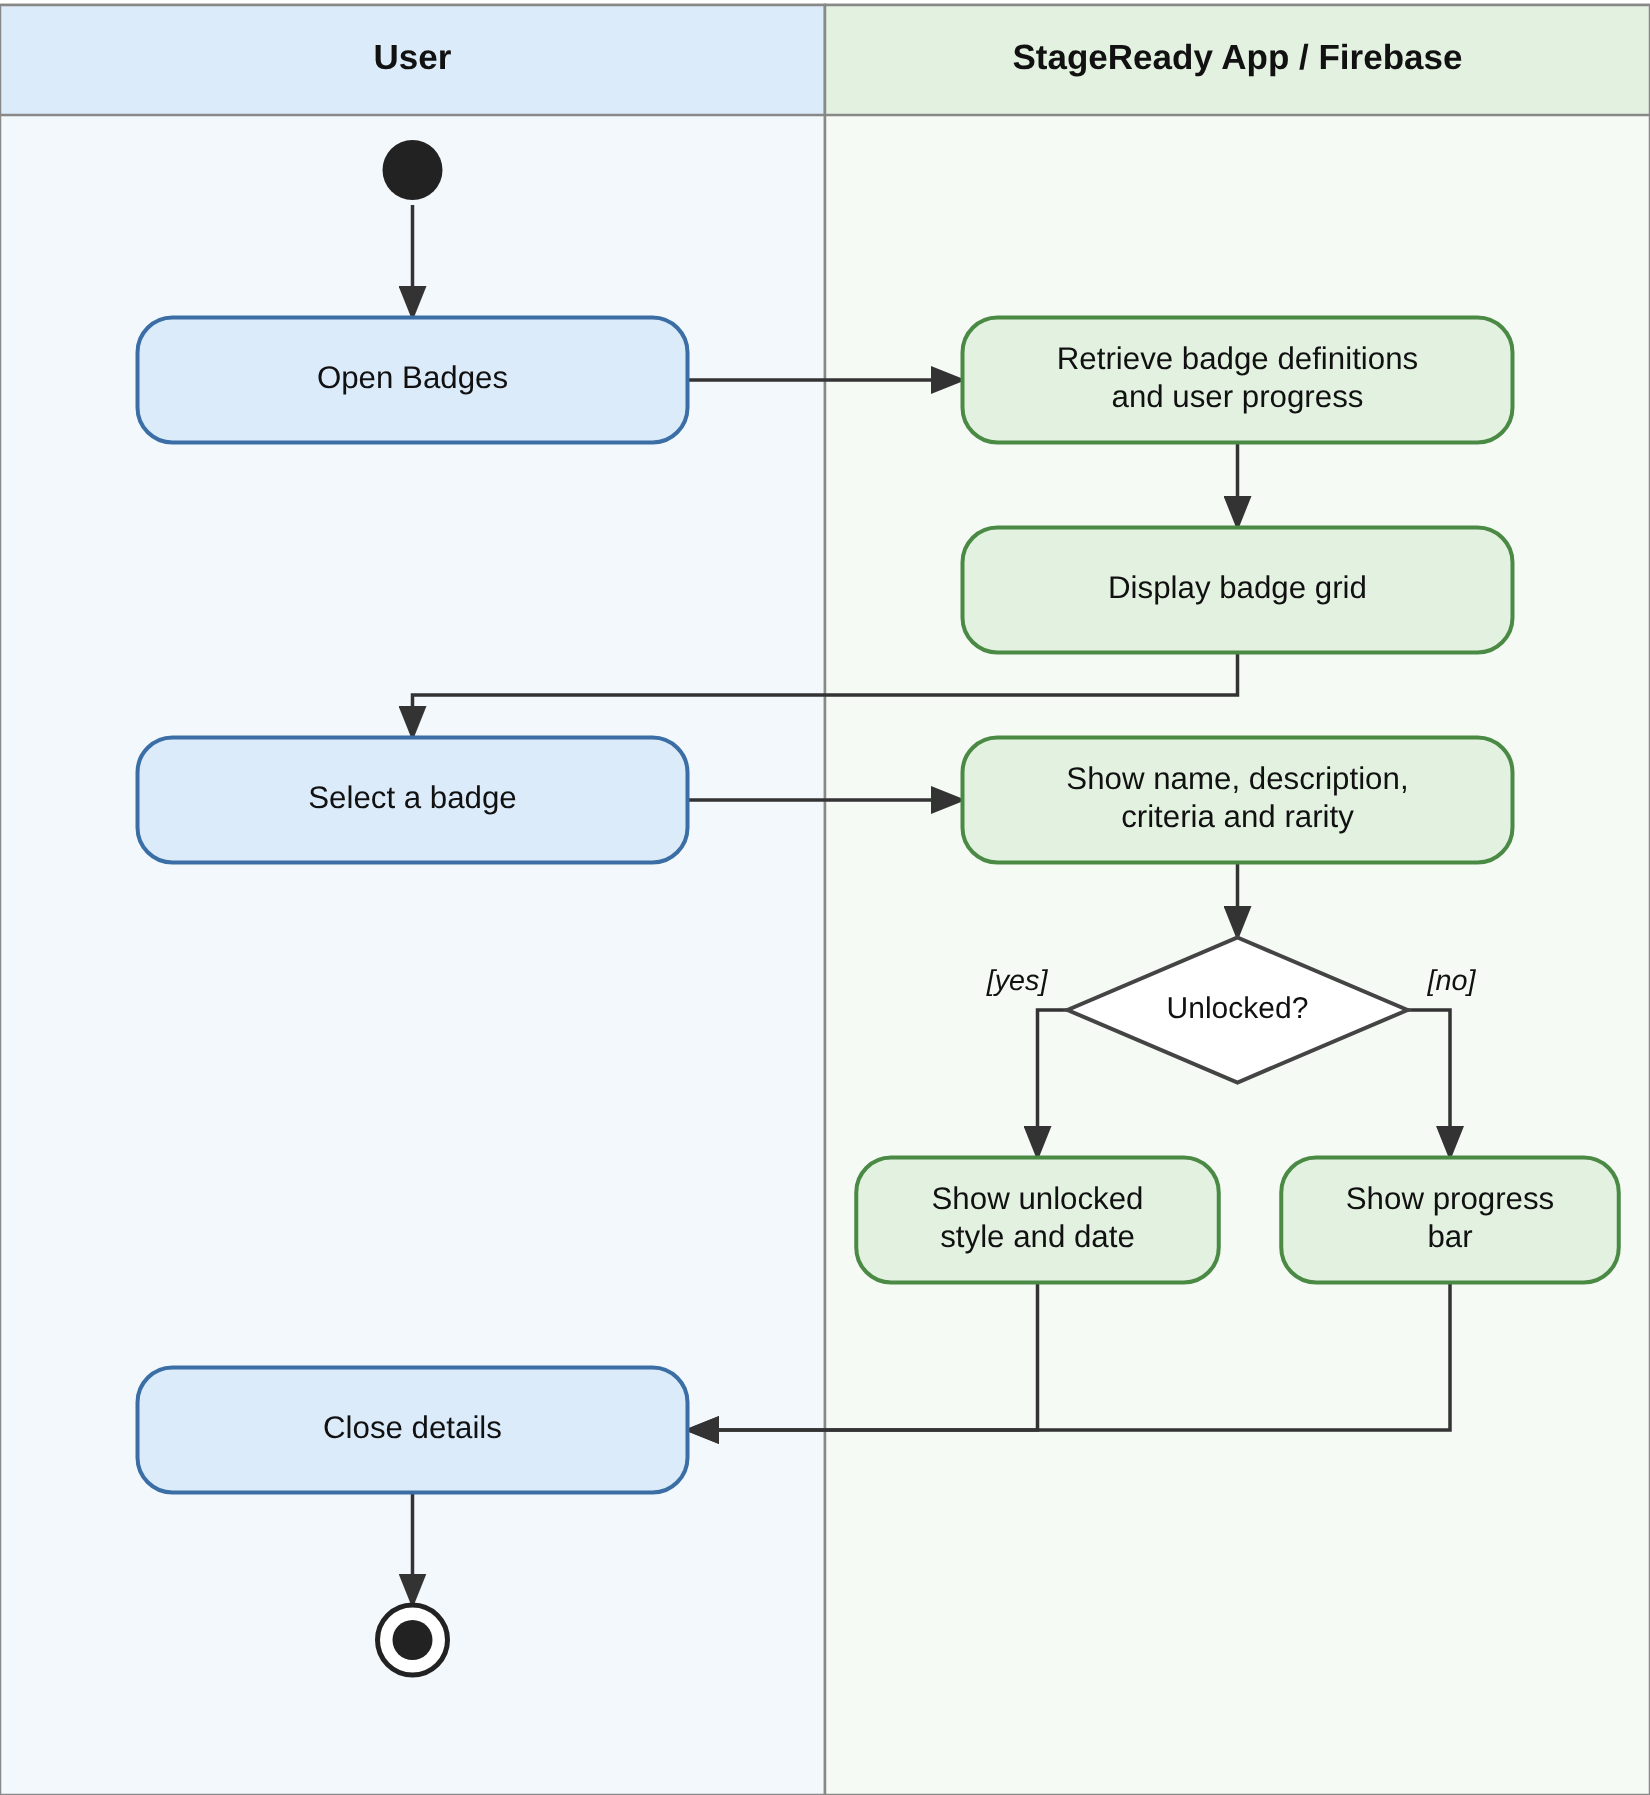 User
StageReady App / Firebase
Open Badges
Retrieve badge definitions
and user progress
Display badge grid
Select a badge
Show name, description,
criteria and rarity
[yes]
Unlocked?
[no]
Show unlocked
style and date
Show progress
bar
Close details